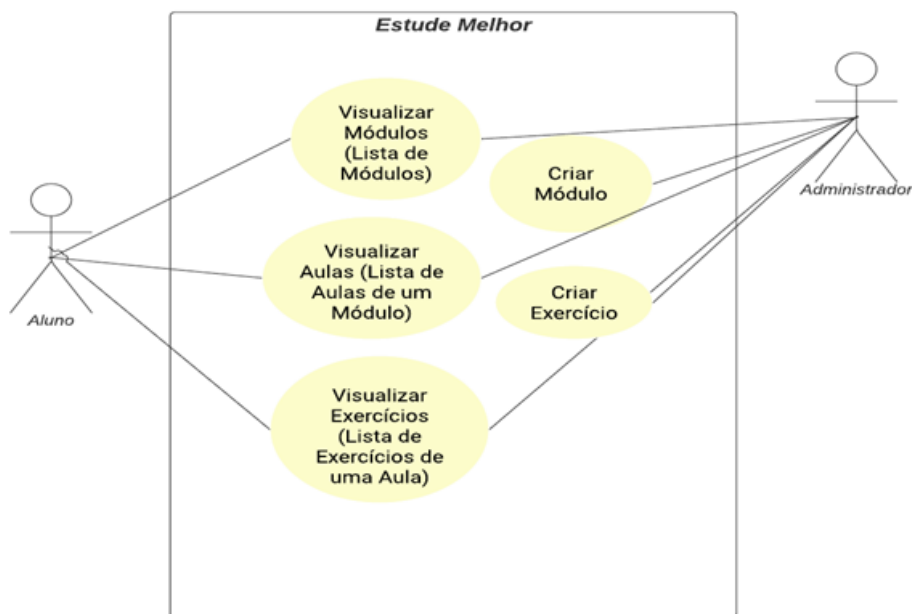 Estude Melhor
Visualizar
Módulos
(Lista de
Módulos)
Criar
Módulo
Administrador
Visualizar
Aulas (Lista de
Aulas de um
Módulo)
Criar
Exercício
Aluno
Visualizar
Exercícios
(Lista de
Exercícios de
uma Aula)